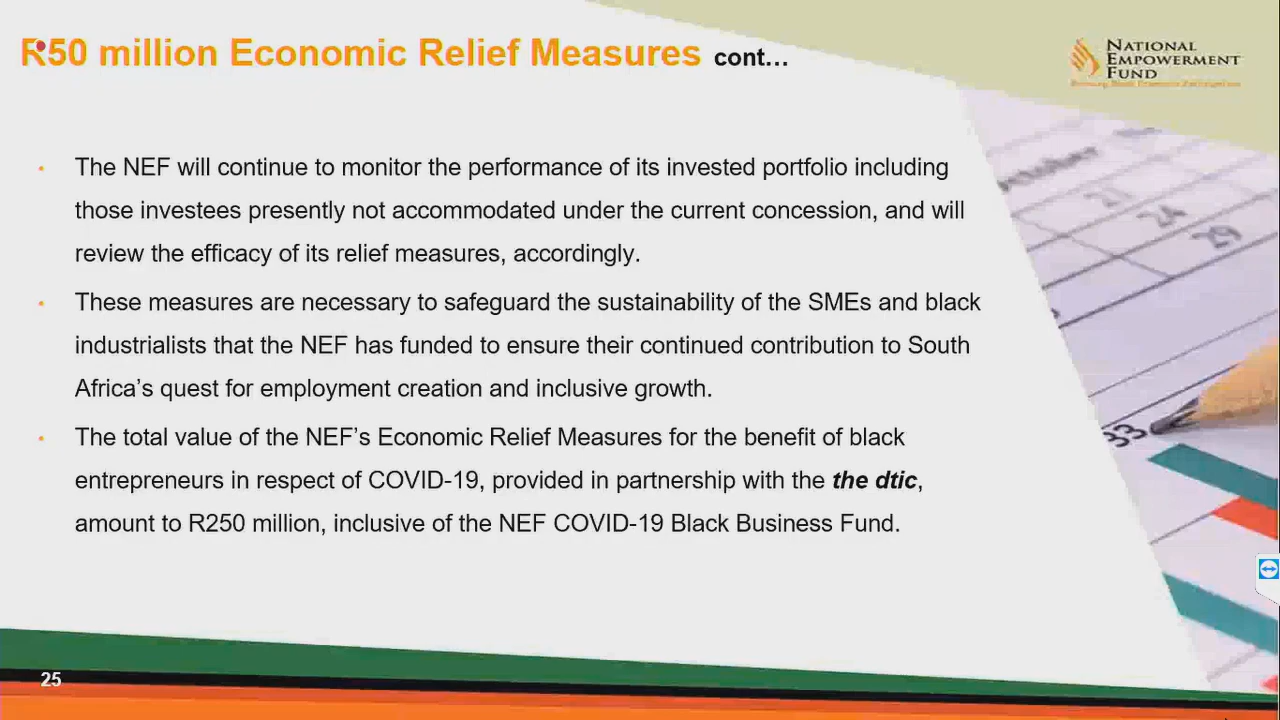 R50 million Economic Relief Measures cont…
NATIONAL
EMPOWERMENT
FUND
• The NEF will continue to monitor the performance of its invested portfolio including
those investees presently not accommodated under the current concession, and will
review the efficacy of its relief measures, accordingly.
• These measures are necessary to safeguard the sustainability of the SMEs and black
industrialists that the NEF has funded to ensure their continued contribution to South
Africa’s quest for employment creation and inclusive growth.
• The total value of the NEF’s Economic Relief Measures for the benefit of black
entrepreneurs in respect of COVID-19, provided in partnership with the the dtic,
amount to R250 million, inclusive of the NEF COVID-19 Black Business Fund.
24
29
33
25